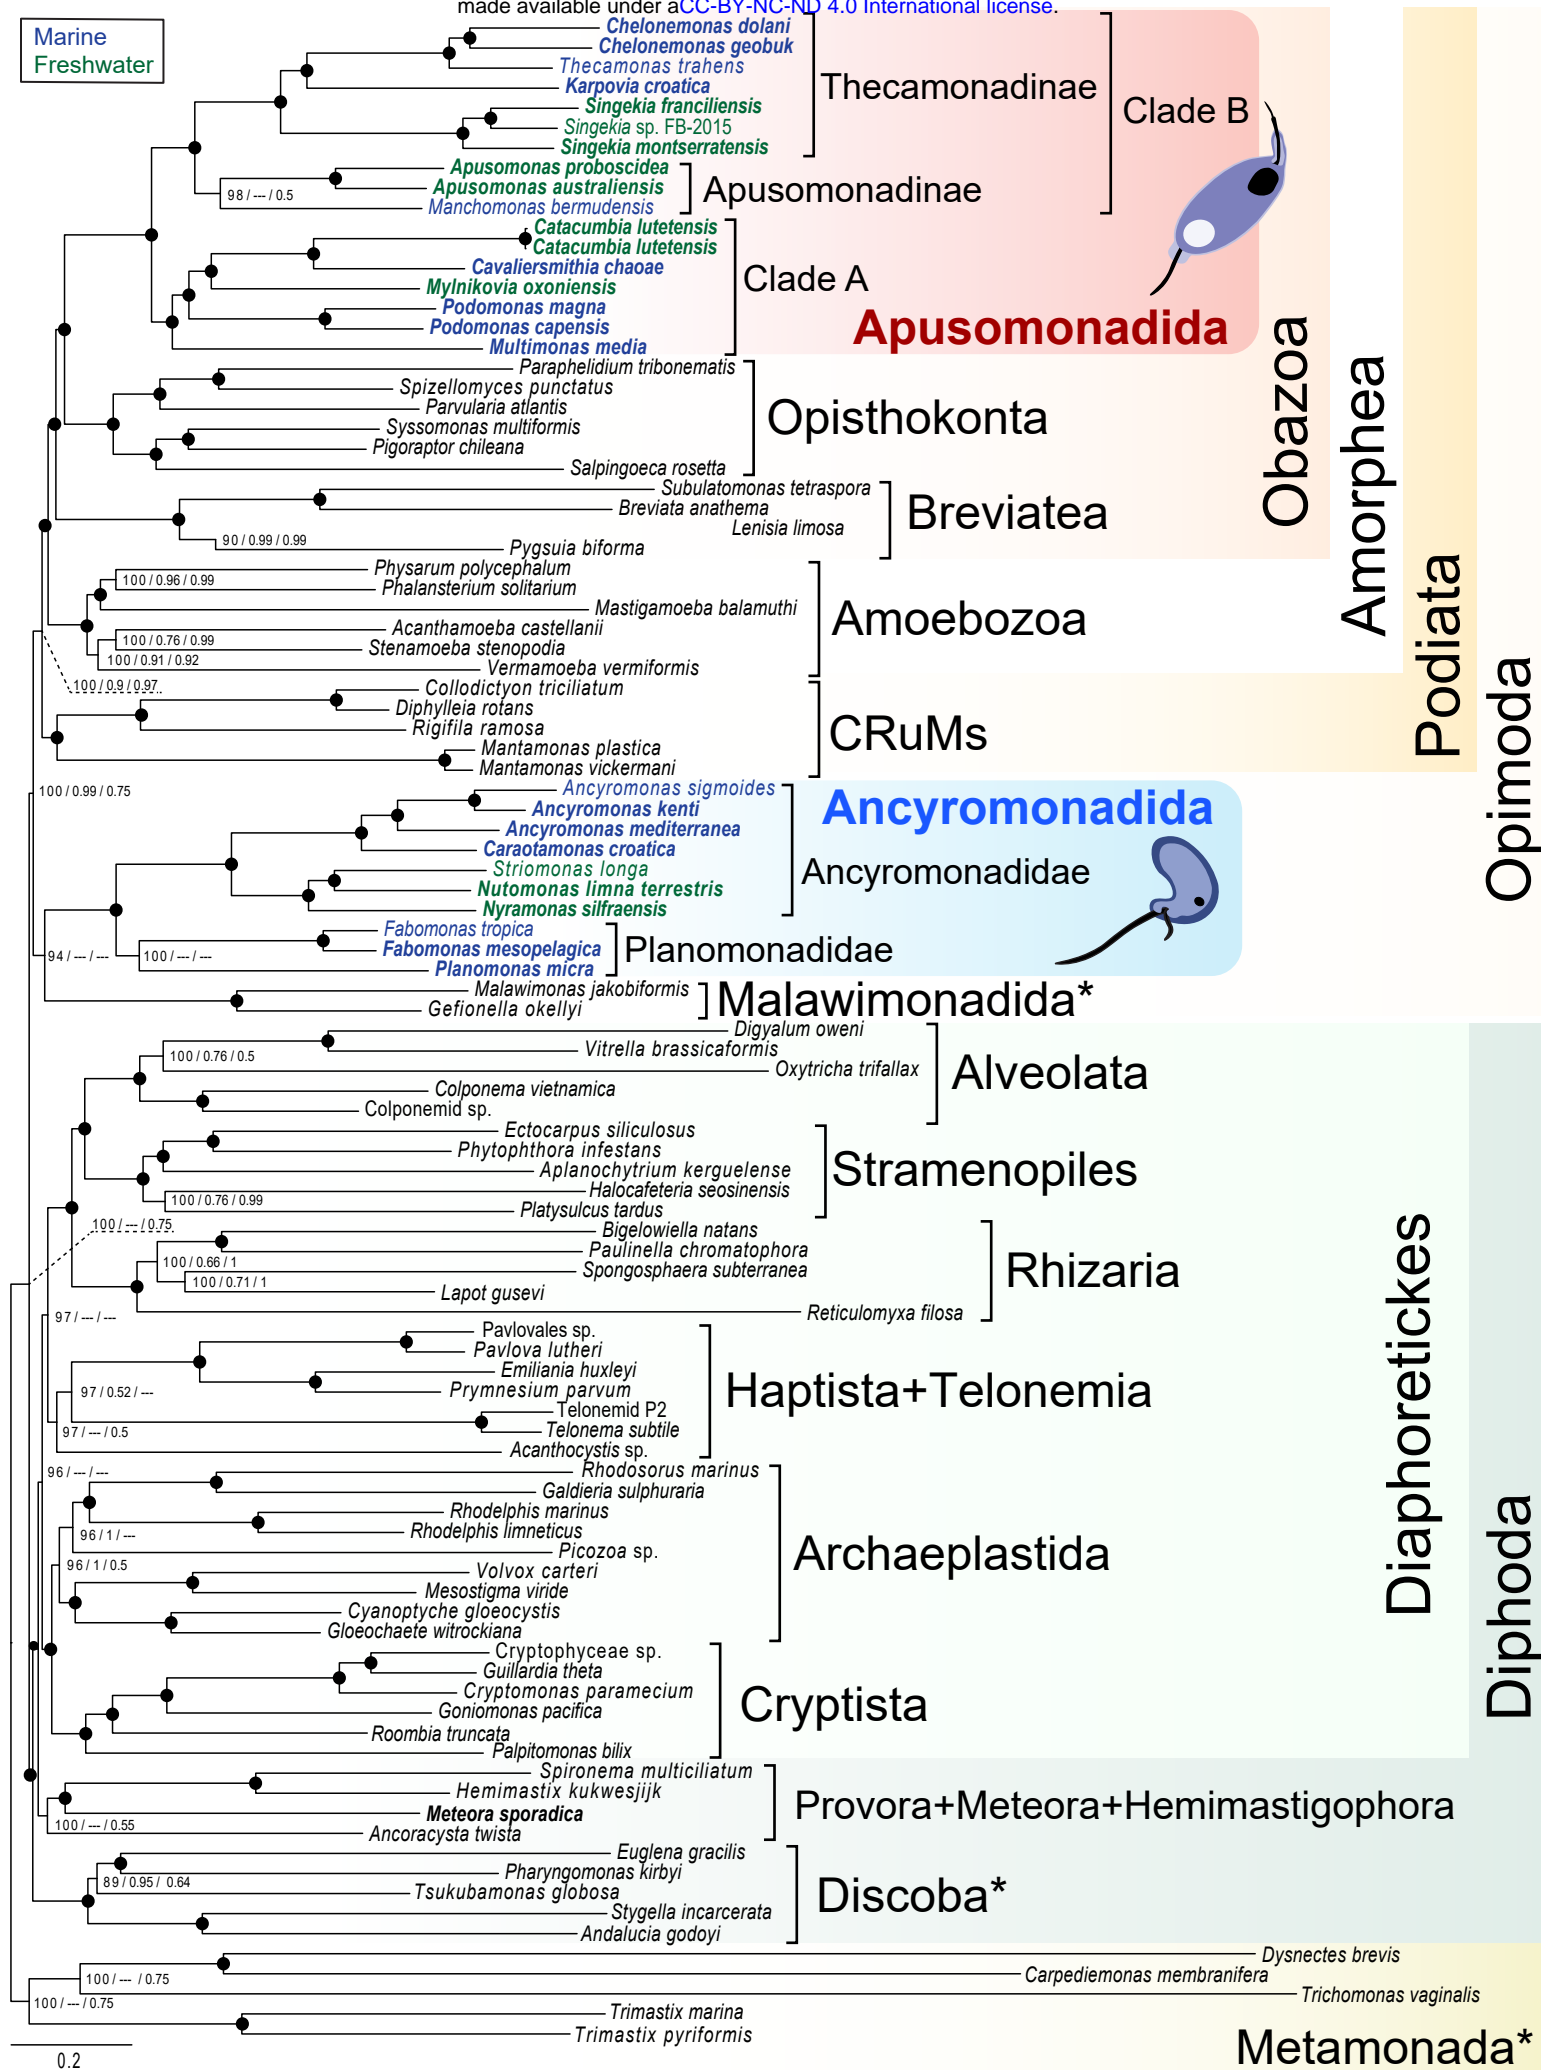 made available under aCC-BY-NC-ND 4.0 International license.
Marine
Freshwater
Chelonemonas dolani
Chelonemonas geobuk
Thecamonas trahens
Karpovia croatica
Singekia franciliensis
Singekia sp. FB-2015
Singekia montserratensis
Thecamonadinae
Clade B
Apusomonas proboscidea
Apusomonas australiensis
Manchomonas bermudensis
98 / --- / 0.5
Apusomonadinae
Catacumbia lutetensis
Catacumbia lutetensis
Cavaliersmithia chaoae
Mylnikovia oxoniensis
Podomonas magna
Podomonas capensis
Multimonas media
Clade A
Apusomonadida
Paraphelidium tribonematis
Spizellomyces punctatus
Parvularia atlantis
Syssomonas multiformis
Pigoraptor chileana
Salpingoeca rosetta
Opisthokonta
Subulatomonas tetraspora
Breviata anathema
Lenisia limosa
90 / 0.99 / 0.99
Pygsuia biforma
Breviatea
Obazoa
Physarum polycephalum
100 / 0.96 / 0.99
Phalansterium solitarium
Mastigamoeba balamuthi
Acanthamoeba castellanii
100 / 0.76 / 0.99
Stenamoeba stenopodia
100 / 0.91 / 0.92
Vermamoeba vermiformis
Amoebozoa
Amorphea
100 / 0.9 / 0.97
Collodictyon triciliatum
Diphylleia rotans
Rigifila ramosa
Mantamonas plastica
Mantamonas vickermani
CRuMs
Podiata
100 / 0.99 / 0.75
Ancyromonas sigmoides
Ancyromonas kenti
Ancyromonas mediterranea
Caraotamonas croatica
Striomonas longa
Nutomonas limna terrestris
Nyramonas silfraensis
Ancyromonadida
Ancyromonadidae
Fabomonas tropica
Fabomonas mesopelagica
Planomonas micra
94 / --- / ---
100 / --- / ---
Planomonadidae
Malawimonas jakobiformis
Gefionella okellyi
Malawimonadida*
Opimoda
Digyalum oweni
Vitrella brassicaformis
100 / 0.76 / 0.5
Oxytricha trifallax
Colponema vietnamica
Colponemid sp.
Alveolata
Ectocarpus siliculosus
Phytophthora infestans
Aplanochytrium kerguelense
Halocafeteria seosinensis
100 / 0.76 / 0.99
Platysulcus tardus
Stramenopiles
100 / --- / 0.75
Bigelowiella natans
Paulinella chromatophora
100 / 0.66 / 1
Spongosphaera subterranea
100 / 0.71 / 1
Lapot gusevi
Reticulomyxa filosa
Rhizaria
97 / --- / ---
Pavlovales sp.
Pavlova lutheri
Emiliania huxleyi
97 / 0.52 / ---
Prymnesium parvum
Telonemid P2
Telonema subtile
97 / --- / 0.5
Acanthocystis sp.
Haptista+Telonemia
96 / --- / ---
Rhodosorus marinus
Galdieria sulphuraria
Rhodelphis marinus
Rhodelphis limneticus
96 / 1 / ---
Picozoa sp.
96 / 1 / 0.5
Volvox carteri
Mesostigma viride
Cyanoptyche gloeocystis
Gloeochaete witrockiana
Archaeplastida
Diaphoretickes
Cryptophyceae sp.
Guillardia theta
Cryptomonas paramecium
Goniomonas pacifica
Roombia truncata
Palpitomonas bilix
Cryptista
Diphoda
Spironema multiciliatum
Hemimastix kukwesjijk
Meteora sporadica
100 / --- / 0.55
Ancoracysta twista
Provora+Meteora+Hemimastigophora
Euglena gracilis
Pharyngomonas kirbyi
89 / 0.95 / 0.64
Tsukubamonas globosa
Stygella incarcerata
Andalucia godoyi
Discoba*
Dysnectes brevis
Carpediemonas membranifera
100 / --- / 0.75
Trichomonas vaginalis
100 / --- / 0.75
Trimastix marina
Trimastix pyriformis
Metamonada*
0.2